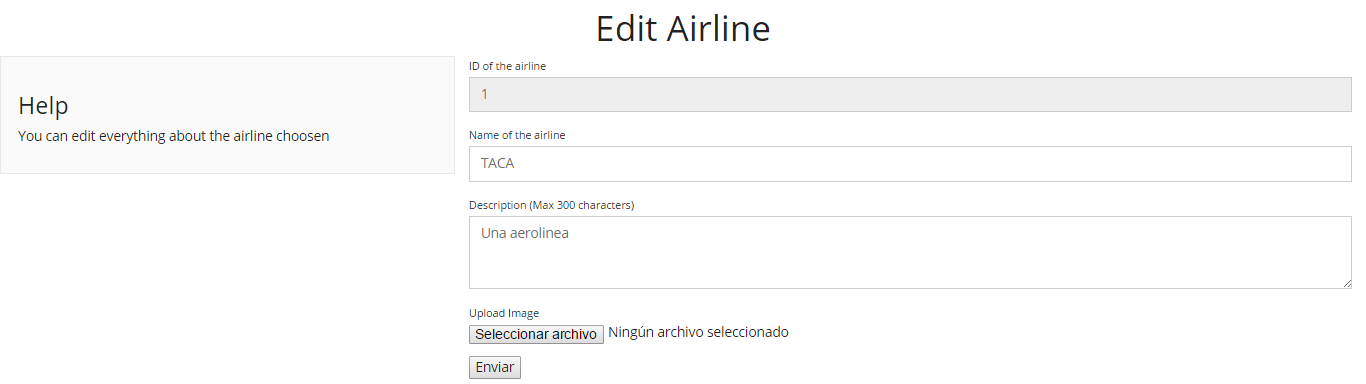 Edit Airline
Help
You can edit everything about the airline choosen
ID of the airline
1
Name of the airline
TACA
Description (Max 300 characters)
Una aerolinea
Upload Image
Seleccionar archivo Ningún archivo seleccionado
Enviar